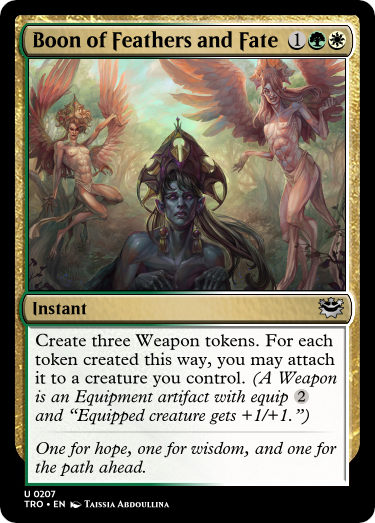 Boon of Feathers and Fate 1
Instant
Create three Weapon tokens. For each
token created this way, you may attach
it to a creature you control. (A Weapon
is an Equipment artifact with equip 2
and “Equipped creature gets +1/+1.”)
One for hope, one for wisdom, and one for
the path ahead.
U 0207
TRO • EN Taissia Abdoullina